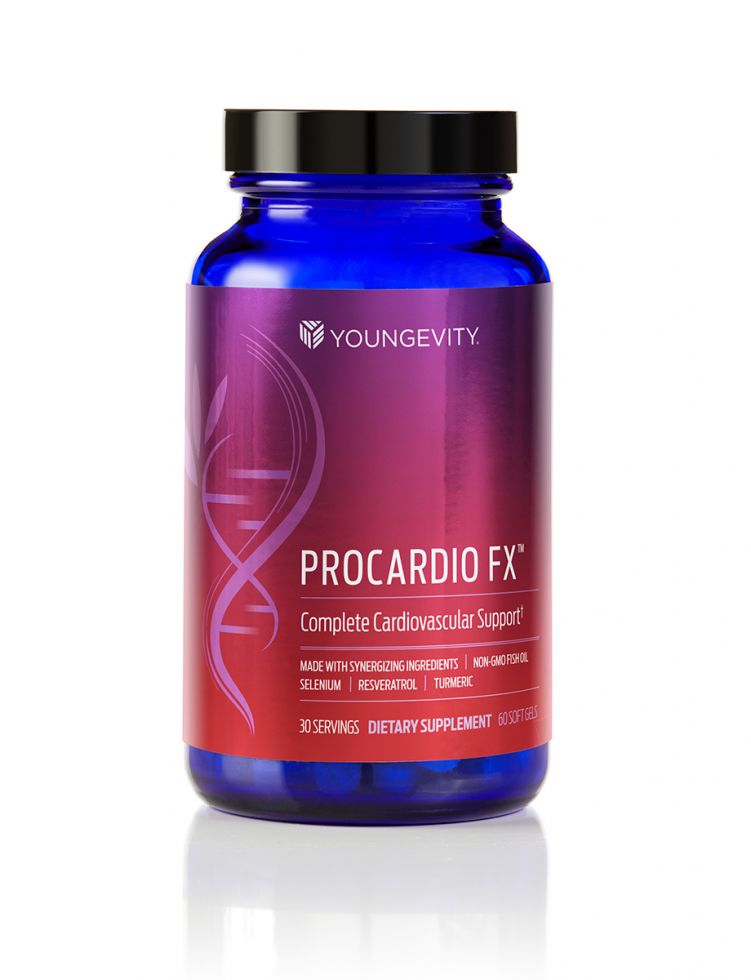 YOUNGEVITY®
PROCARDIO FX™
Complete Cardiovascular Support†
MADE WITH SYNERGIZING INGREDIENTS | NON-GMO FISH OIL
SELENIUM | RESVERATROL | TURMERIC
30 SERVINGS DIETARY SUPPLEMENT 60 SOFT GELS